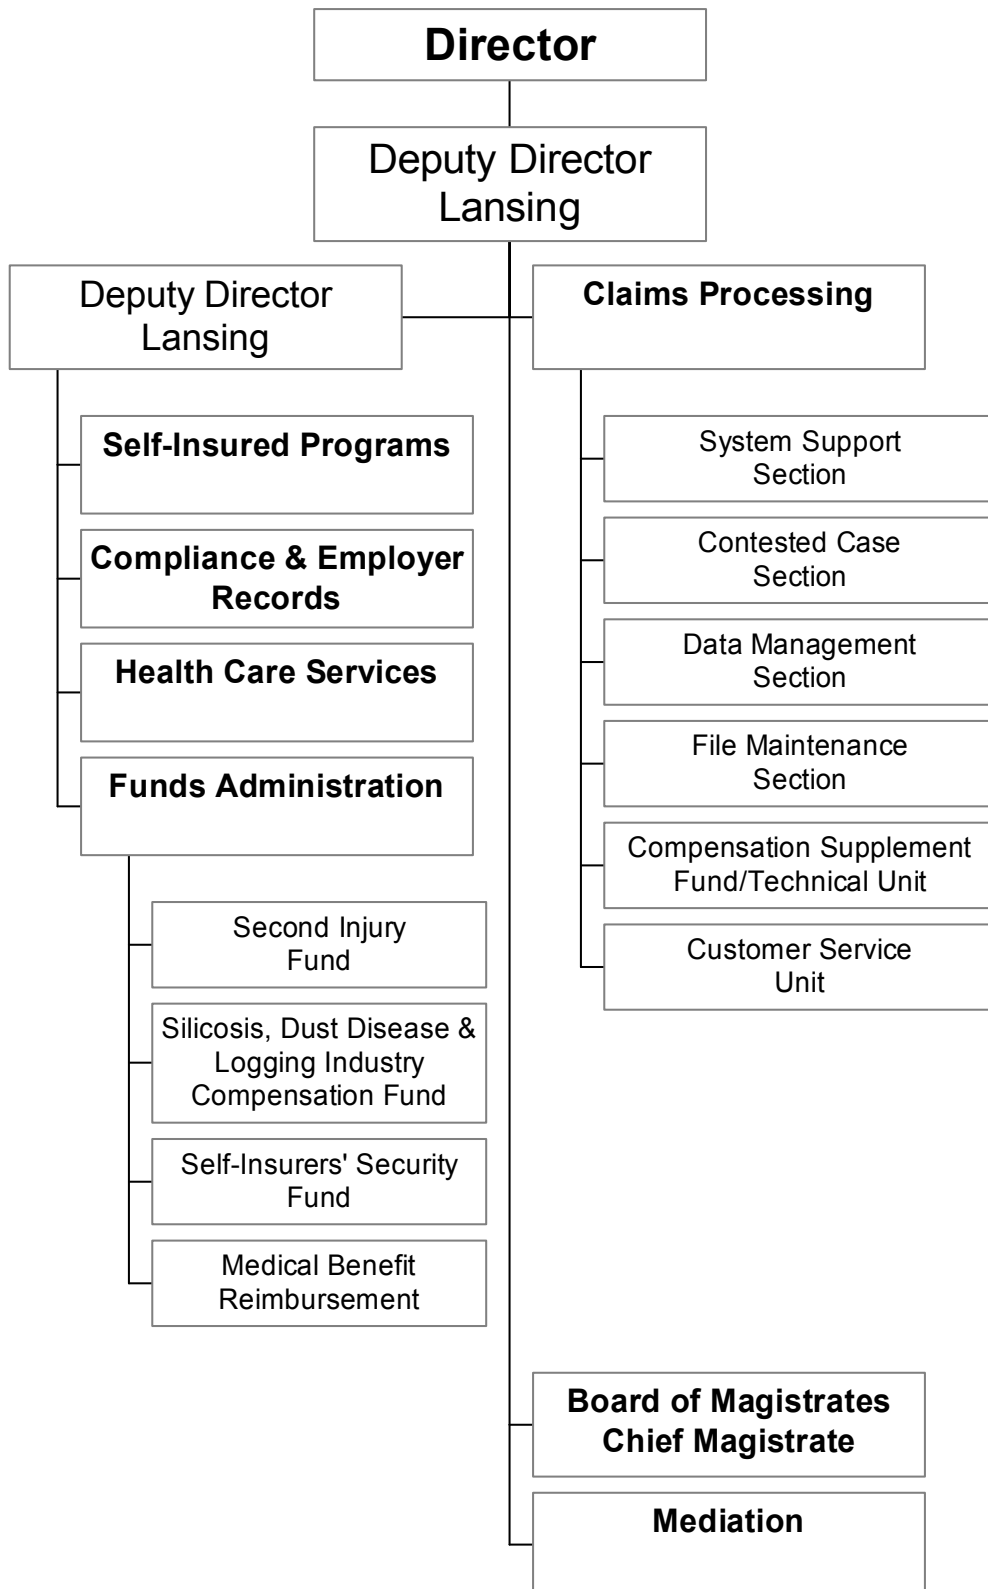 Director
Deputy Director
Lansing
Deputy Director
Lansing
Self-Insured Programs
Compliance & Employer
Records
Health Care Services
Funds Administration
Second Injury
Fund
Silicosis, Dust Disease &
Logging Industry
Compensation Fund
Self-Insurers' Security
Fund
Medical Benefit
Reimbursement
Claims Processing
System Support
Section
Contested Case
Section
Data Management
Section
File Maintenance
Section
Compensation Supplement
Fund/Technical Unit
Customer Service
Unit
Board of Magistrates
Chief Magistrate
Mediation